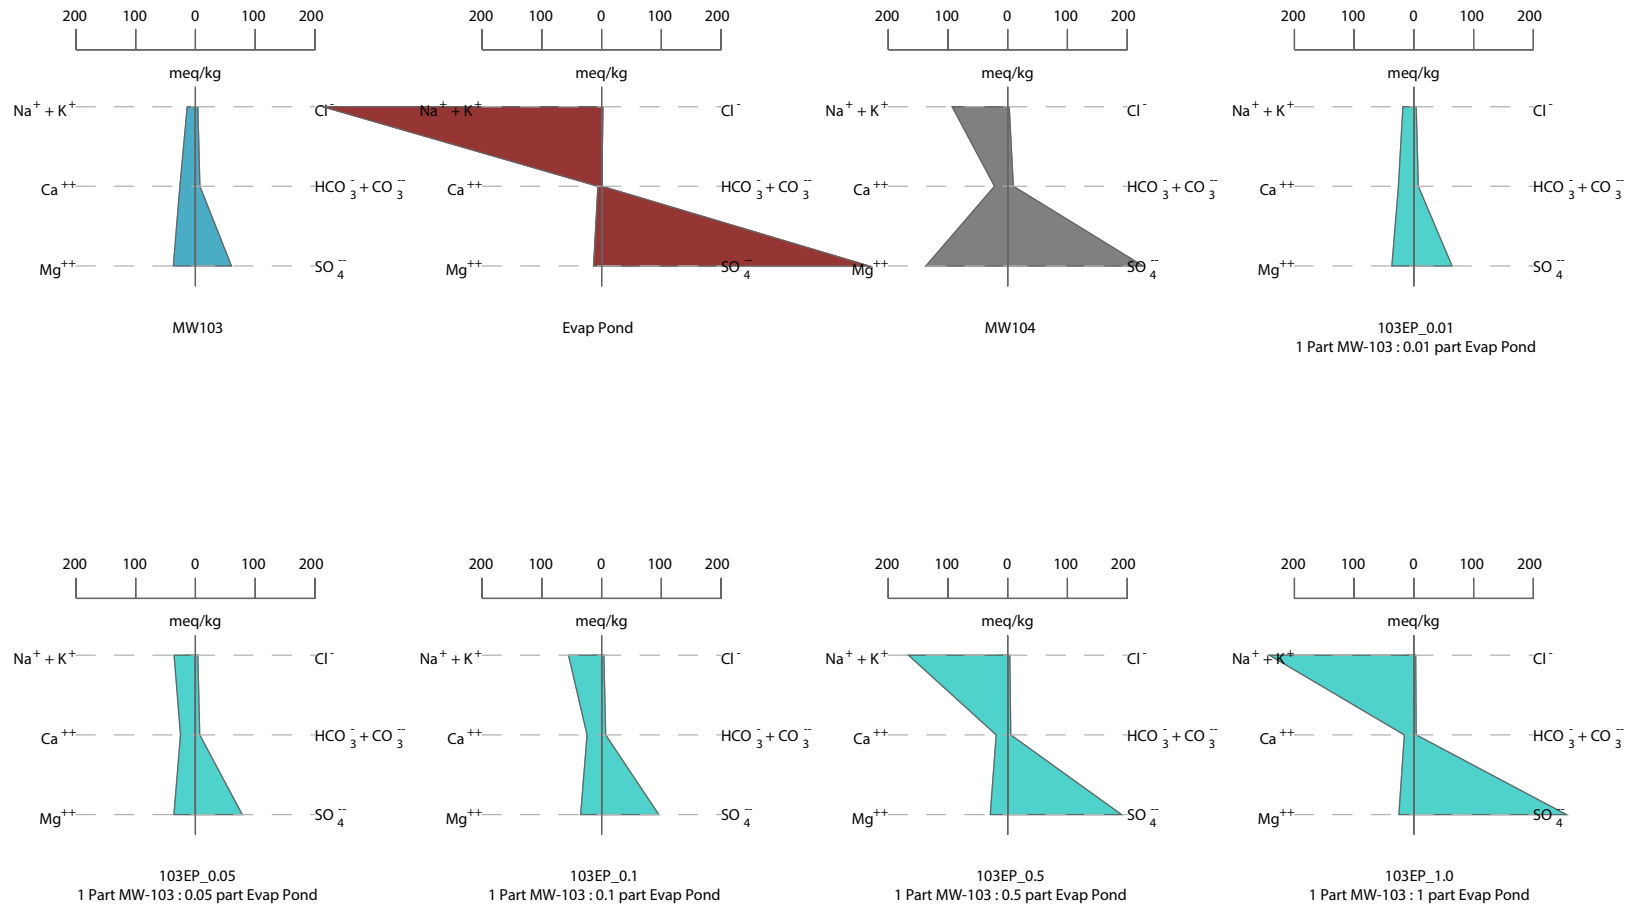 200 100 0 100 200 200 100 0 100 200 200 100 0 100 200 200 100 0 100 200
meq/kg meq/kg meq/kg meq/kg
Na⁺ + K⁺ Cl⁻ Na⁺ + K⁺ Cl⁻ Na⁺ + K⁺ Cl⁻ Na⁺ + K⁺ Cl⁻
Ca⁺⁺ HCO₃⁻ + CO₃⁻⁻ Ca⁺⁺ HCO₃⁻ + CO₃⁻⁻ Ca⁺⁺ HCO₃⁻ + CO₃⁻⁻ Ca⁺⁺ HCO₃⁻ + CO₃⁻⁻
Mg⁺⁺ SO₄⁻⁻ Mg⁺⁺ SO₄⁻⁻ Mg⁺⁺ SO₄⁻⁻ Mg⁺⁺ SO₄⁻⁻
MW103 Evap Pond MW104 103EP_0.01
1 Part MW-103 : 0.01 part Evap Pond
200 100 0 100 200 200 100 0 100 200 200 100 0 100 200 200 100 0 100 200
meq/kg meq/kg meq/kg meq/kg
Na⁺ + K⁺ Cl⁻ Na⁺ + K⁺ Cl⁻ Na⁺ + K⁺ Cl⁻ Na⁺ + K⁺ Cl⁻
Ca⁺⁺ HCO₃⁻ + CO₃⁻⁻ Ca⁺⁺ HCO₃⁻ + CO₃⁻⁻ Ca⁺⁺ HCO₃⁻ + CO₃⁻⁻ Ca⁺⁺ HCO₃⁻ + CO₃⁻⁻
Mg⁺⁺ SO₄⁻⁻ Mg⁺⁺ SO₄⁻⁻ Mg⁺⁺ SO₄⁻⁻ Mg⁺⁺ SO₄⁻⁻
103EP_0.05 103EP_0.1 103EP_0.5 103EP_1.0
1 Part MW-103 : 0.05 part Evap Pond 1 Part MW-103 : 0.1 part Evap Pond 1 Part MW-103 : 0.5 part Evap Pond 1 Part MW-103 : 1 part Evap Pond